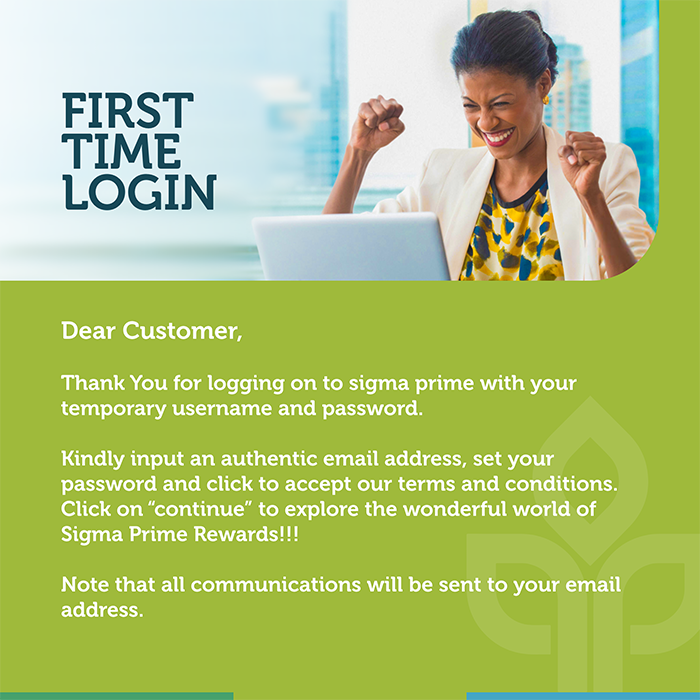 FIRST
TIME
LOGIN
Dear Customer,
Thank You for logging on to sigma prime with your
temporary username and password.
Kindly input an authentic email address, set your
password and click to accept our terms and conditions.
Click on “continue” to explore the wonderful world of
Sigma Prime Rewards!!!
Note that all communications will be sent to your email
address.